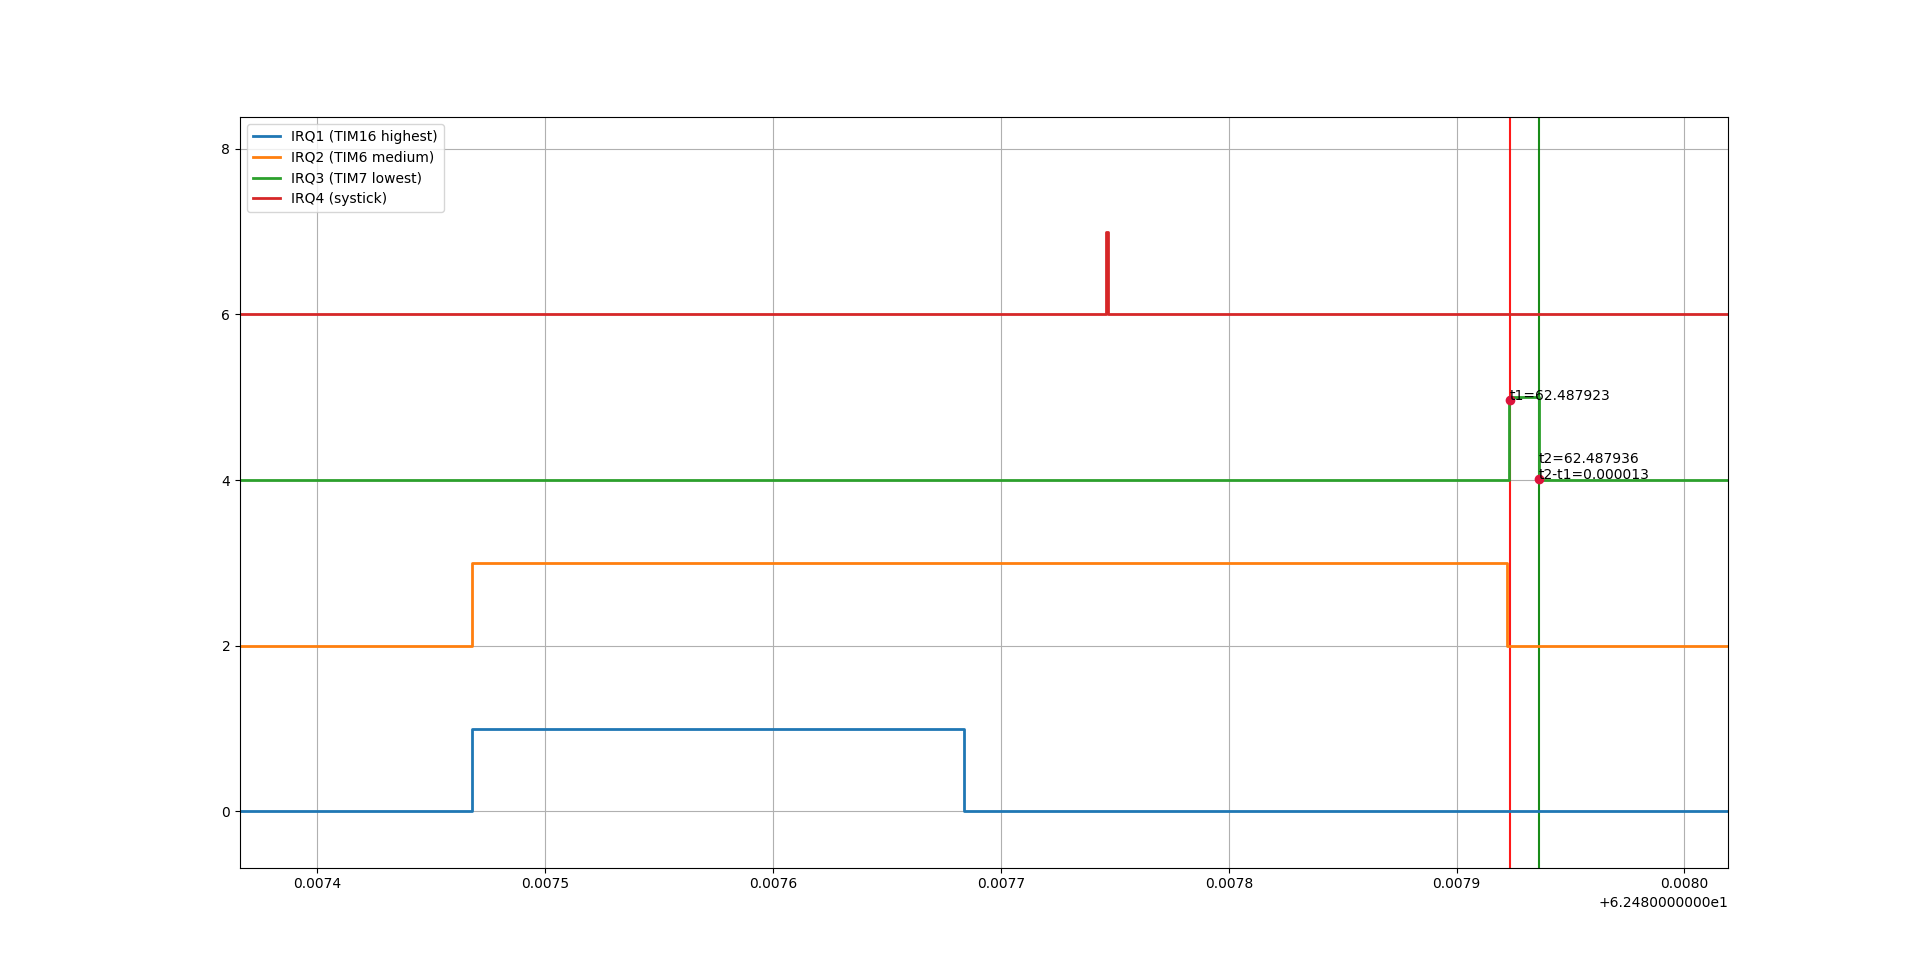 IRQ1 (TIM16 highest)
IRQ2 (TIM6 medium)
IRQ3 (TIM7 lowest)
IRQ4 (systick)
8
6
4
2
0
t1=62.487923
t2=62.487936
t2-t1=0.000013
0.0074
0.0075
0.0076
0.0077
0.0078
0.0079
0.0080
+6.2480000000e1